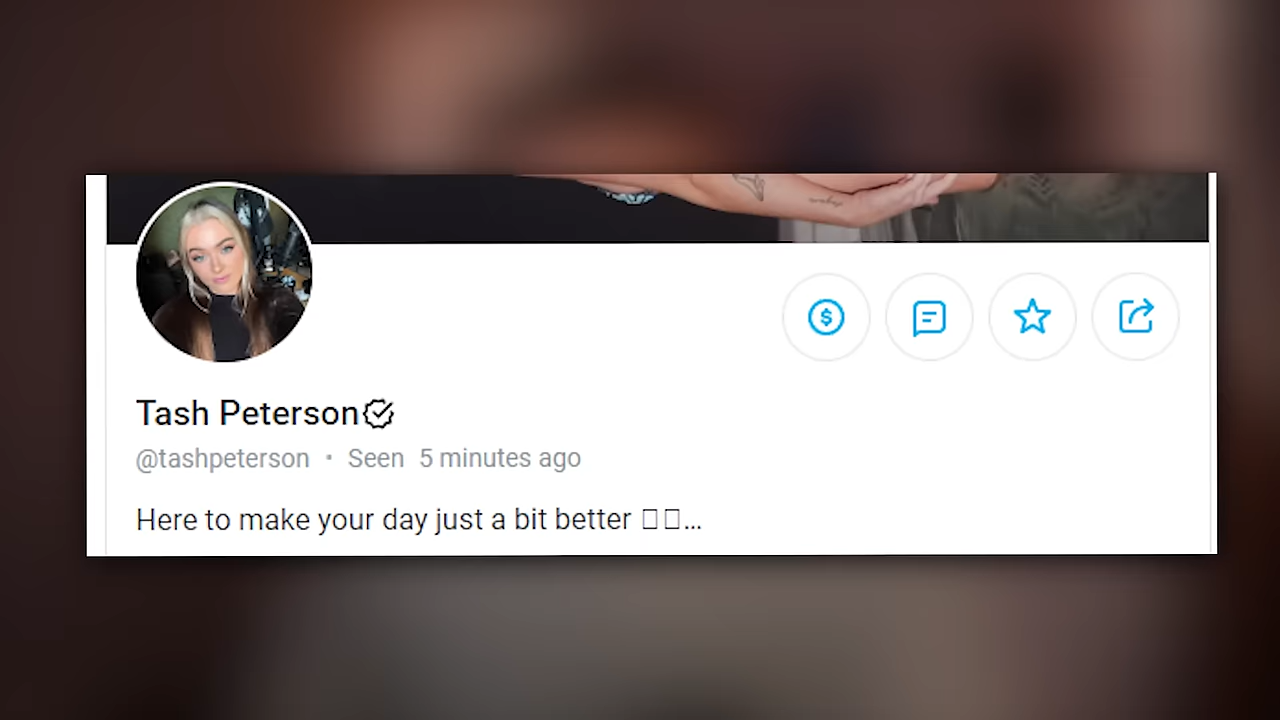 Tash Peterson
@tashpeterson • Seen 5 minutes ago
Here to make your day just a bit better □□...